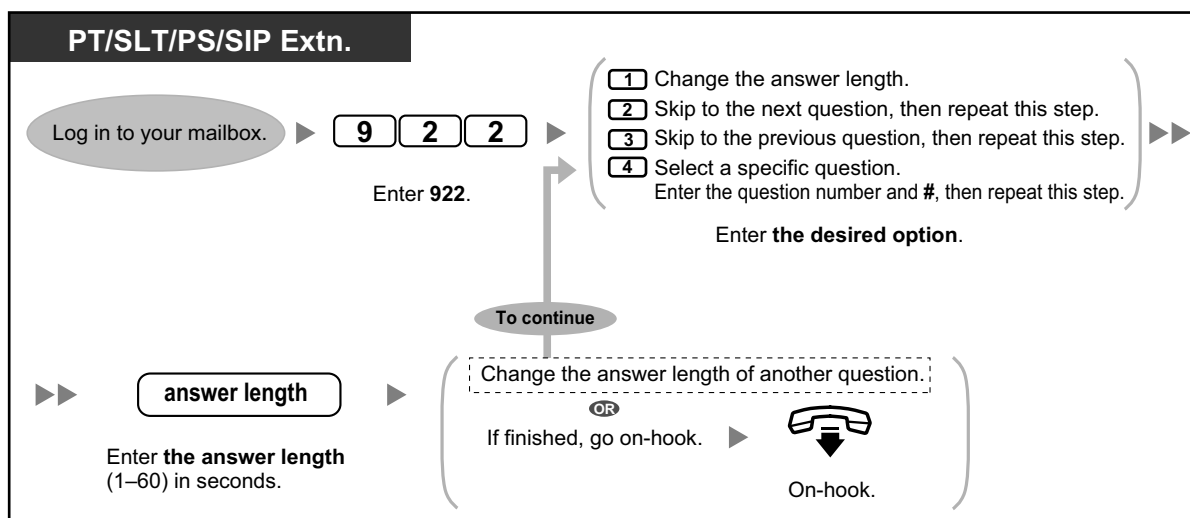 PT/SLT/PS/SIP Extn.
Log in to your mailbox.
9 2 2
Enter 922.
1 Change the answer length.
2 Skip to the next question, then repeat this step.
3 Skip to the previous question, then repeat this step.
4 Select a specific question.
Enter the question number and #, then repeat this step.
Enter the desired option.
To continue
answer length
Enter the answer length
(1–60) in seconds.
Change the answer length of another question.
OR
If finished, go on-hook.
On-hook.